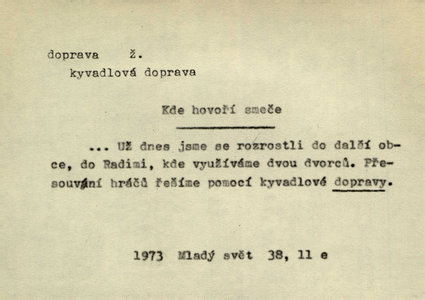 doprava ž.
kyvadlová doprava
Kde hovoří smeče
... Už dnes jsme se rozrostli do další ob-
ce, do Radimi, kde využíváme dvou dvorců. Pře-
souvání hráčů řešíme pomocí kyvadlové dopravy.
1973 Mladý svět 38, 11 e